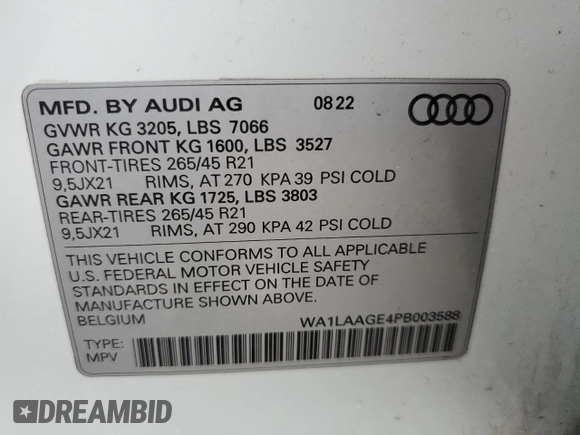 MFD. BY AUDI AG 08 22
GVWR KG 3205, LBS 7066
GAWR FRONT KG 1600, LBS 3527
FRONT-TIRES 265/45 R21
9,5JX21 RIMS, AT 270 KPA 39 PSI COLD
GAWR REAR KG 1725, LBS 3803
REAR-TIRES 265/45 R21
9,5JX21 RIMS, AT 290 KPA 42 PSI COLD
THIS VEHICLE CONFORMS TO ALL APPLICABLE
U.S. FEDERAL MOTOR VEHICLE SAFETY
STANDARDS IN EFFECT ON THE DATE OF
MANUFACTURE SHOWN ABOVE.
BELGIUM WA1LAAGE4PB003588
TYPE:
MPV
DREAMBID